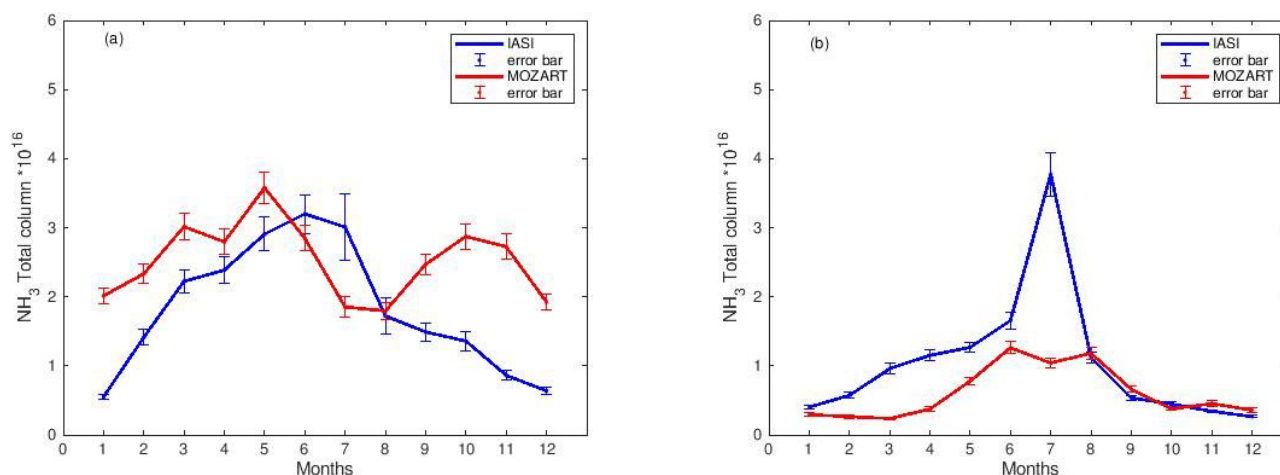 (a)
IASI
error bar
MOZART
error bar
6
5
4
3
2
1
0
NH3 Total column *10^16
0 1 2 3 4 5 6 7 8 9 10 11 12
Months
(b)
IASI
error bar
MOZART
error bar
6
5
4
3
2
1
0
NH3 Total column *10^16
0 1 2 3 4 5 6 7 8 9 10 11 12
Months